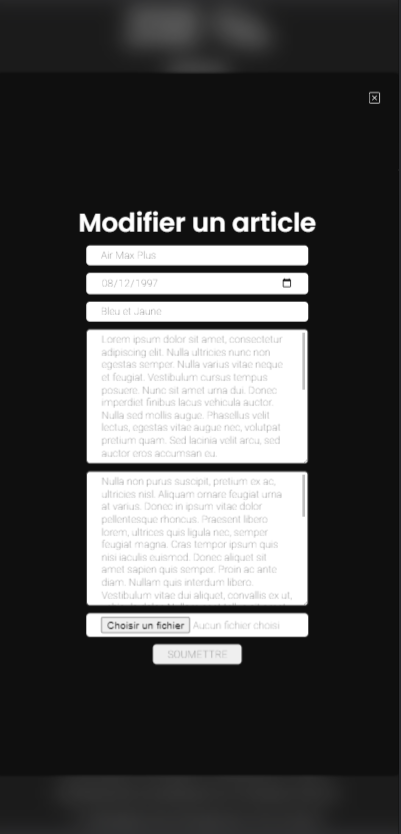 Modifier un article
Air Max Plus
08/12/1997
Bleu et Jaune
Lorem ipsum dolor sit amet, consectetur
adipiscing elit. Nulla ultricies nunc non
egestas semper. Nulla varius vitae neque
et feugiat. Vestibulum cursus tempus
posuere. Nunc sit amet urna dui. Donec
imperdiet finibus lacus vehicula auctor.
Nulla sed mollis augue. Phasellus velit
lectus, egestas vitae augue nec, volutpat
pretium quam. Sed lacinia velit arcu, sed
auctor eros accumsan eu.
Nulla non purus suscipit, pretium ex ac,
ultricies nisl. Aliquam ornare feugiat urna
at varius. Donec in ipsum vitae dolor
pellentesque rhoncus. Praesent libero
lorem, ultrices quis ligula nec, semper
feugiat magna. Cras tempor ipsum quis
nisi iaculis euismod. Donec aliquet sit
amet sapien quis semper. Proin ac ante
diam. Nullam quis interdum libero.
Vestibulum vitae dui aliquet, convallis ex ut,
Choisir un fichier Aucun fichier choisi
SOUMETTRE